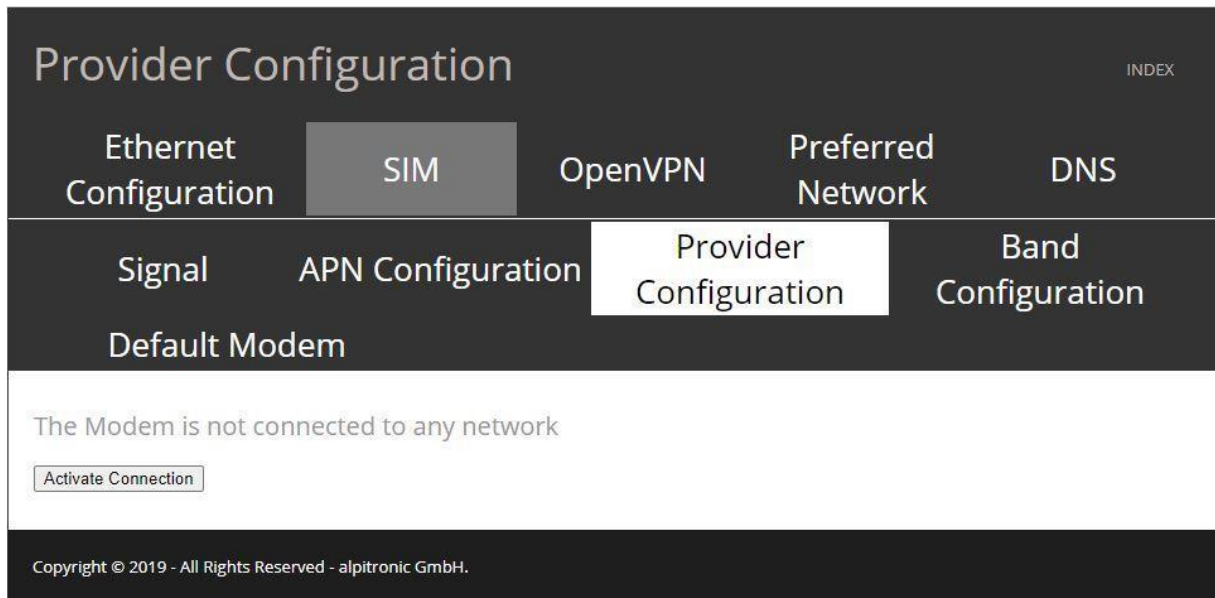 Provider Configuration
INDEX
Ethernet
Configuration
SIM
OpenVPN
Preferred
Network
DNS
Signal
APN Configuration
Provider
Configuration
Band
Configuration
Default Modem
The Modem is not connected to any network
Activate Connection
Copyright © 2019 - All Rights Reserved - alpitronic GmbH.